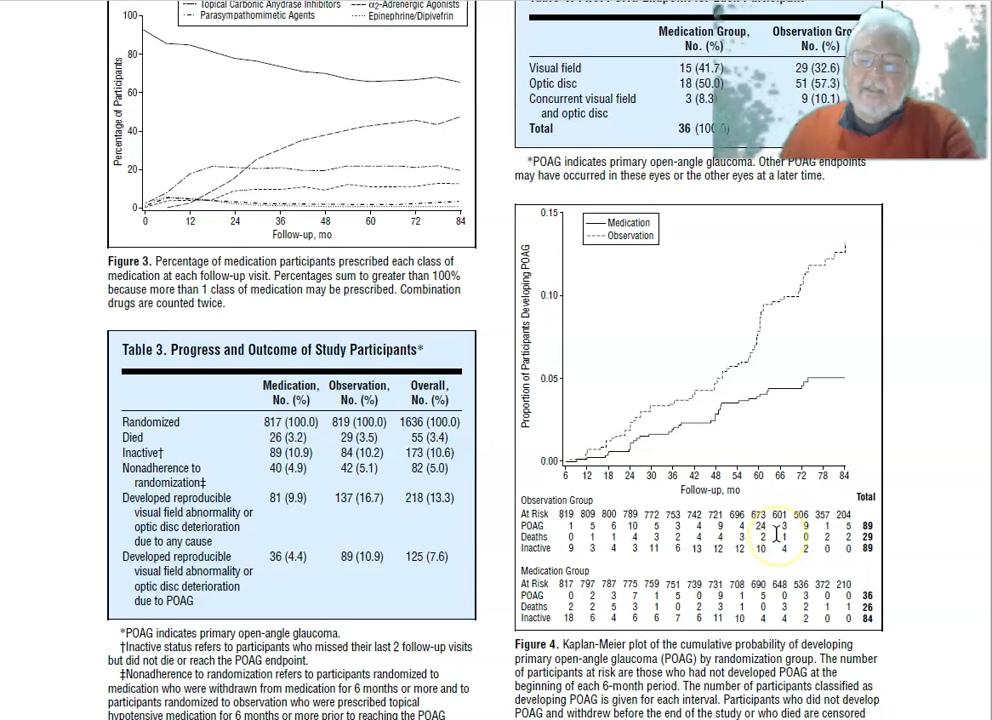 Topical Carbonic Anhydrase Inhibitors
α2-Adrenergic Agonists
Parasympathomimetic Agents
Epinephrine/Dipivefrin
Percentage of Participants
100
80
60
40
20
0
0 12 24 36 48 60 72 84
Follow-up, mo
Figure 3. Percentage of medication participants prescribed each class of
medication at each follow-up visit. Percentages sum to greater than 100%
because more than 1 class of medication may be prescribed. Combination
drugs are counted twice.
Table 3. Progress and Outcome of Study Participants*
Medication, Observation, Overall,
No. (%) No. (%) No. (%)
Randomized 817 (100.0) 819 (100.0) 1636 (100.0)
Died 26 (3.2) 29 (3.5) 55 (3.4)
Inactive† 89 (10.9) 84 (10.2) 173 (10.6)
Nonadherence to 40 (4.9) 42 (5.1) 82 (5.0)
randomization‡
Developed reproducible 81 (9.9) 137 (16.7) 218 (13.3)
visual field abnormality or
optic disc deterioration
due to any cause
Developed reproducible 36 (4.4) 89 (10.9) 125 (7.6)
visual field abnormality or
optic disc deterioration
due to POAG
*POAG indicates primary open-angle glaucoma.
†Inactive status refers to participants who missed their last 2 follow-up visits
but did not die or reach the POAG endpoint.
‡Nonadherence to randomization refers to participants randomized to
medication who were withdrawn from medication for 6 months or more and to
participants randomized to observation who were prescribed topical
hypotensive medication for 6 months or more prior to reaching the POAG
Medication Group, Observation
No. (%) No. (%)
Visual field 15 (41.7) 29 (32.6)
Optic disc 18 (50.0) 51 (57.3)
Concurrent visual field 3 (8.3) 9 (10.1)
and optic disc
Total 36
*POAG indicates primary open-angle glaucoma. Other POAG endpoints
may have occurred in these eyes or the other eyes at a later time.
Medication
Observation
Proportion of Participants Developing POAG
0.15
0.10
0.05
0.00
6 12 18 24 30 36 42 48 54 60 66 72 78 84
Follow-up, mo
Observation Group Total
At Risk 819 809 800 789 772 753 742 721 696 673 601 506 357 204
POAG 1 5 6 10 5 3 4 9 4 24 3 9 1 5 89
Deaths 0 1 1 4 3 2 4 4 3 2 1 0 2 2 29
Inactive 9 3 4 3 11 6 13 12 12 10 4 2 0 0 89
Medication Group
At Risk 817 797 787 775 759 751 739 731 708 690 648 536 372 210
POAG 0 2 3 7 1 5 0 9 1 5 0 3 0 0 36
Deaths 2 2 5 3 1 0 2 3 1 0 3 2 1 1 26
Inactive 18 6 4 6 6 7 6 11 10 4 4 2 0 0 84
Figure 4. Kaplan-Meier plot of the cumulative probability of developing
primary open-angle glaucoma (POAG) by randomization group. The number
of participants at risk are those who had not developed POAG at the
beginning of each 6-month period. The number of participants classified as
developing POAG is given for each interval. Participants who did not develop
POAG and withdrew before the end of the study or who died are censored